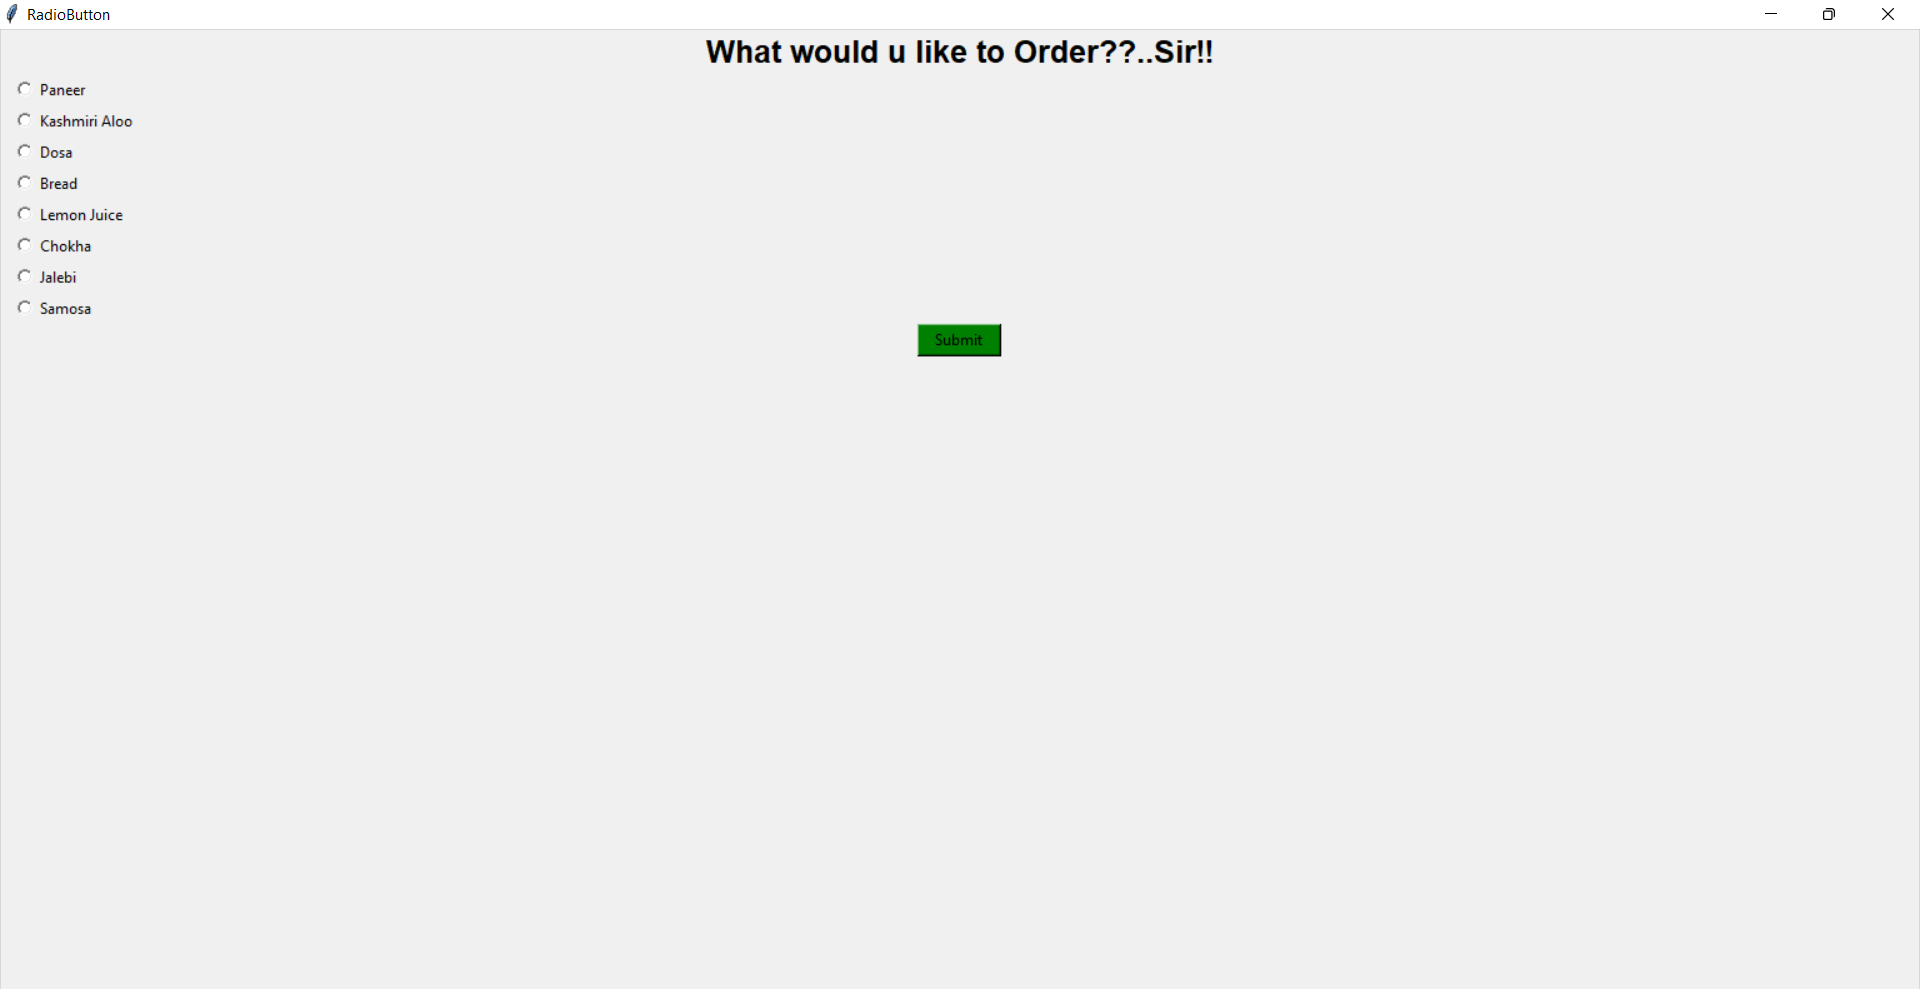 RadioButton
What would u like to Order??..Sir!!
Paneer
Kashmiri Aloo
Dosa
Bread
Lemon Juice
Chokha
Jalebi
Samosa
Submit